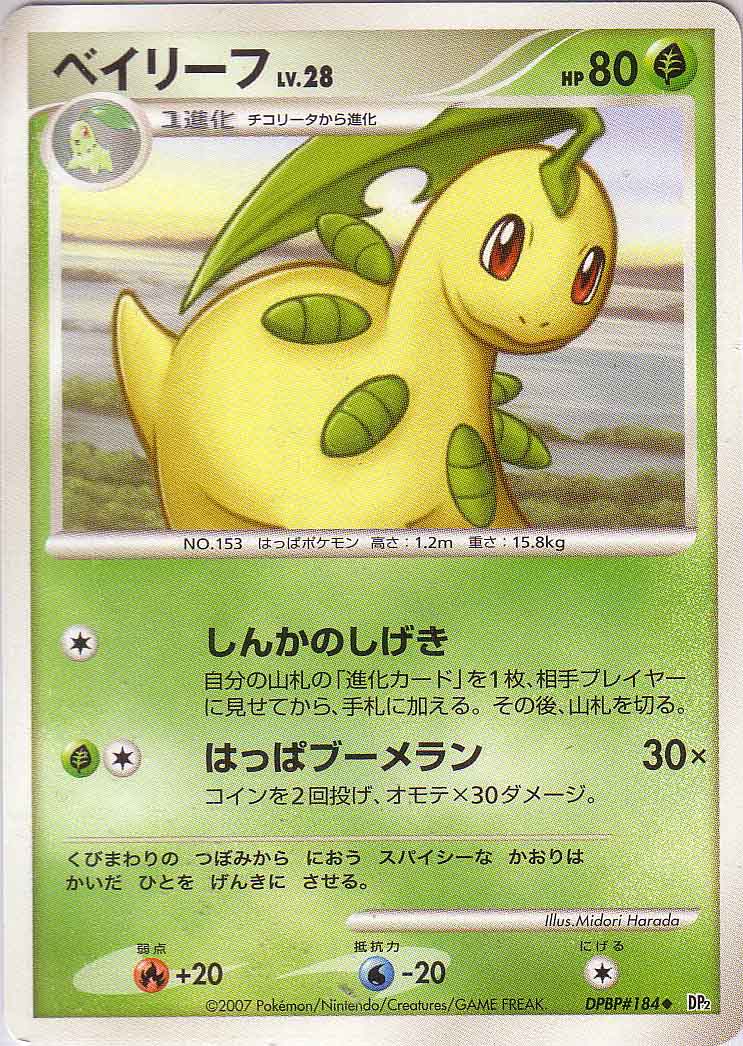 ベイリーフ LV.28 HP 80
1進化 チコリータから進化
NO.153 はっぱポケモン 高さ:1.2m 重さ:15.8kg
しんかのしげき
自分の山札の「進化カード」を1枚、相手プレイヤー
に見せてから、手札に加える。その後、山札を切る。
はっぱブーメラン 30×
コインを2回投げ、オモテ×30ダメージ。
くびまわりの つぼみから におう スパイシーな かおりは
かいだ ひとを げんきに させる。
Illus.Midori Harada
弱点 抵抗力 にげる
+20 -20
©2007 Pokémon/Nintendo/Creatures/GAME FREAK DPBP#184◆ DP2